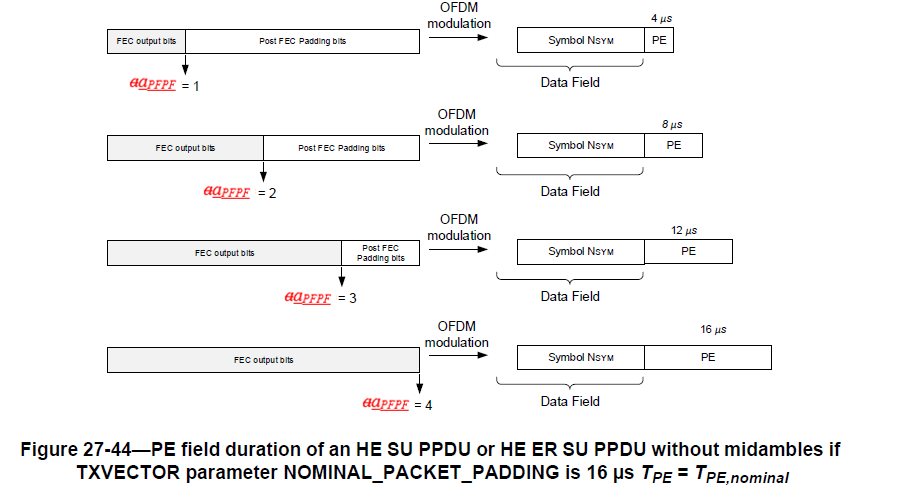 OFDM
modulation
4 µs
FEC output bits
Post FEC Padding bits
Symbol NSYM
PE
Data Field
aaPFPF = 1
OFDM
modulation
8 µs
FEC output bits
Post FEC Padding bits
Symbol NSYM
PE
Data Field
aaPFPF = 2
OFDM
modulation
12 µs
FEC output bits
Post FEC
Padding bits
Symbol NSYM
PE
Data Field
aaPFPF = 3
OFDM
modulation
16 µs
FEC output bits
Symbol NSYM
PE
Data Field
aaPFPF = 4
Figure 27-44—PE field duration of an HE SU PPDU or HE ER SU PPDU without midambles if
TXVECTOR parameter NOMINAL_PACKET_PADDING is 16 µs TPE = TPE,nominal